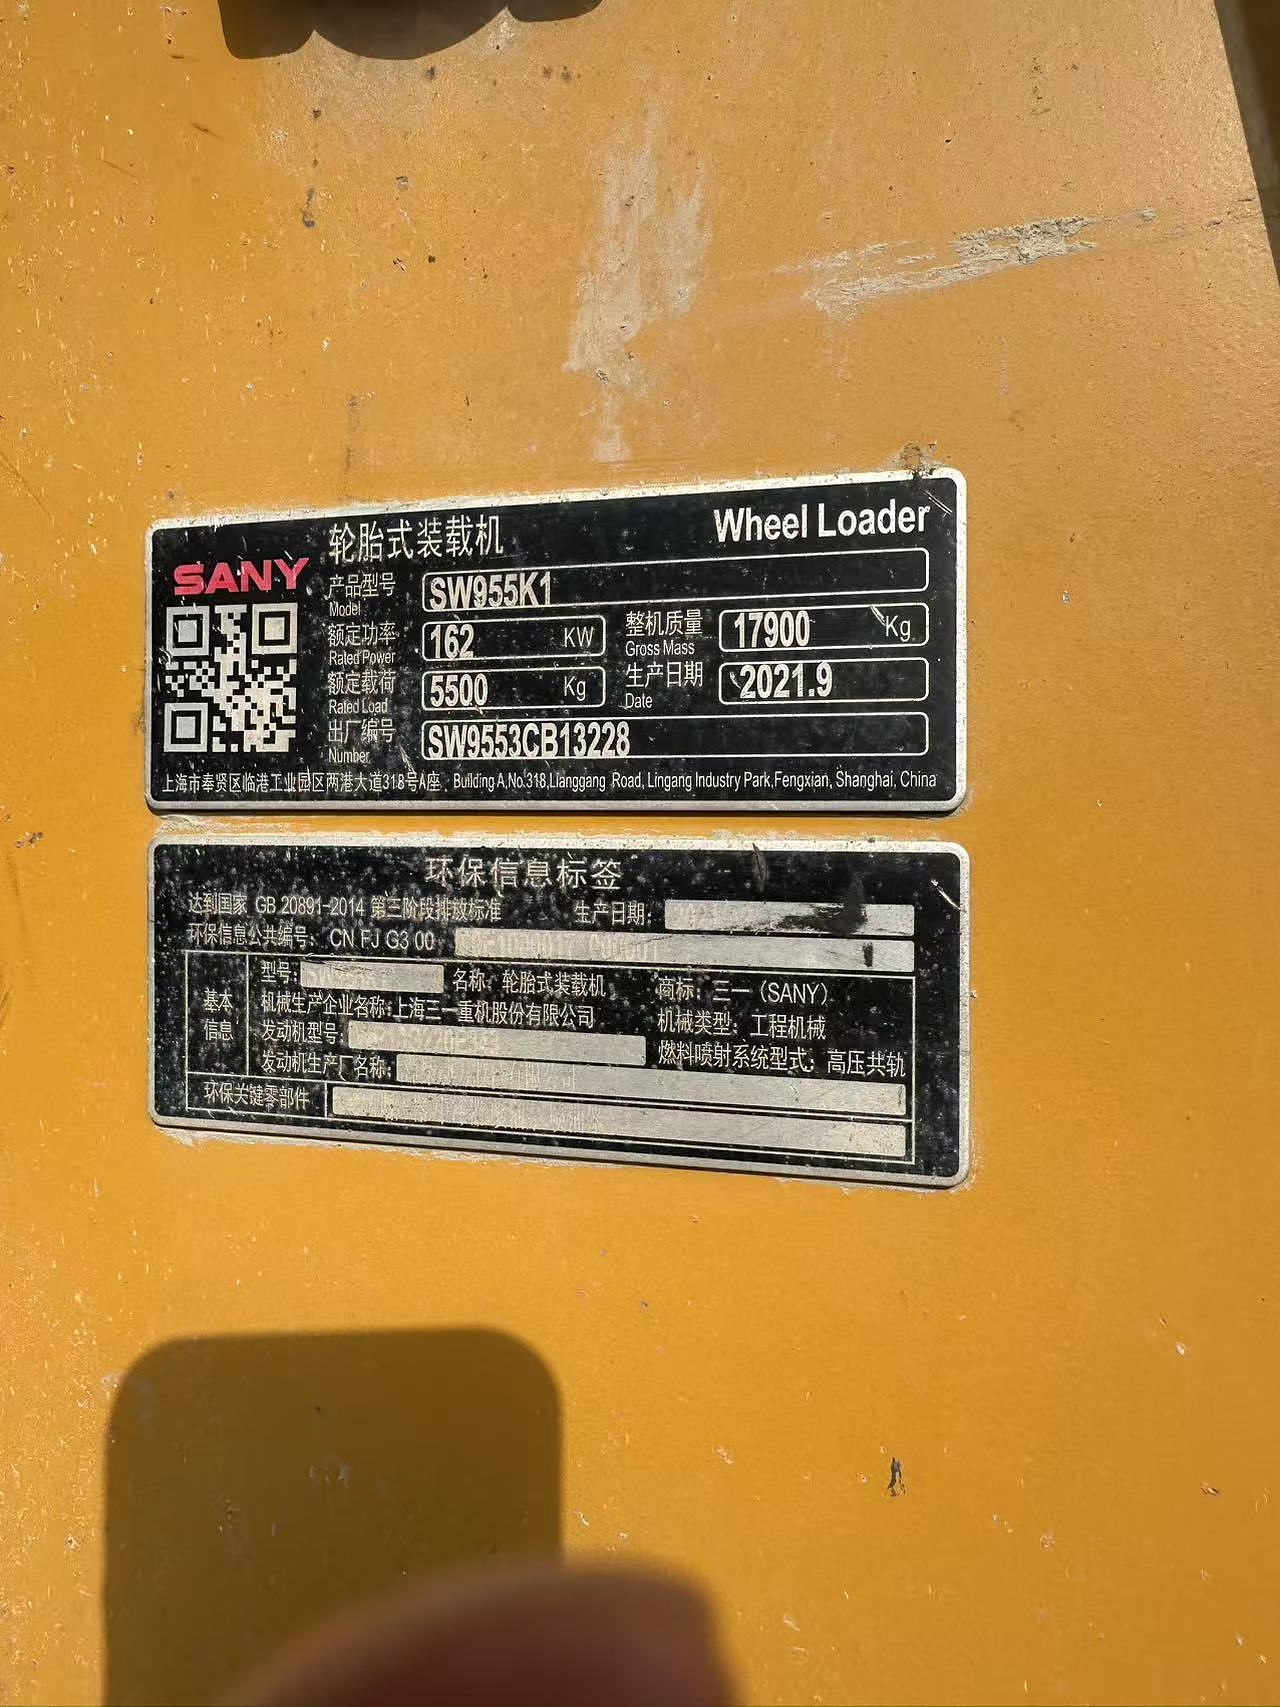 轮胎式装载机 Wheel Loader
SANY
产品型号 SW955K1
Model
额定功率 162 KW 整机质量 17900 Kg
Rated Power Gross Mass
额定载荷 5500 Kg 生产日期 2021.9
Rated Load Date
出厂编号 SW9553CB13228
Number
上海市奉贤区临港工业园区两港大道318号A座 Building A,No.318,Lianggang Road, Lingang Industry Park,Fengxian, Shanghai, China
环保信息标签
达到国家 GB 20891-2014 第三阶段排放标准 生产日期:
环保信息公共编号: CN FJ G3 00
型号: 名称: 轮胎式装载机 商标: 三一 (SANY)
基本信息 机械生产企业名称:上海三一重机股份有限公司 机械类型: 工程机械
发动机型号: 燃料喷射系统型式: 高压共轨
发动机生产厂名称:
环保关键零部件